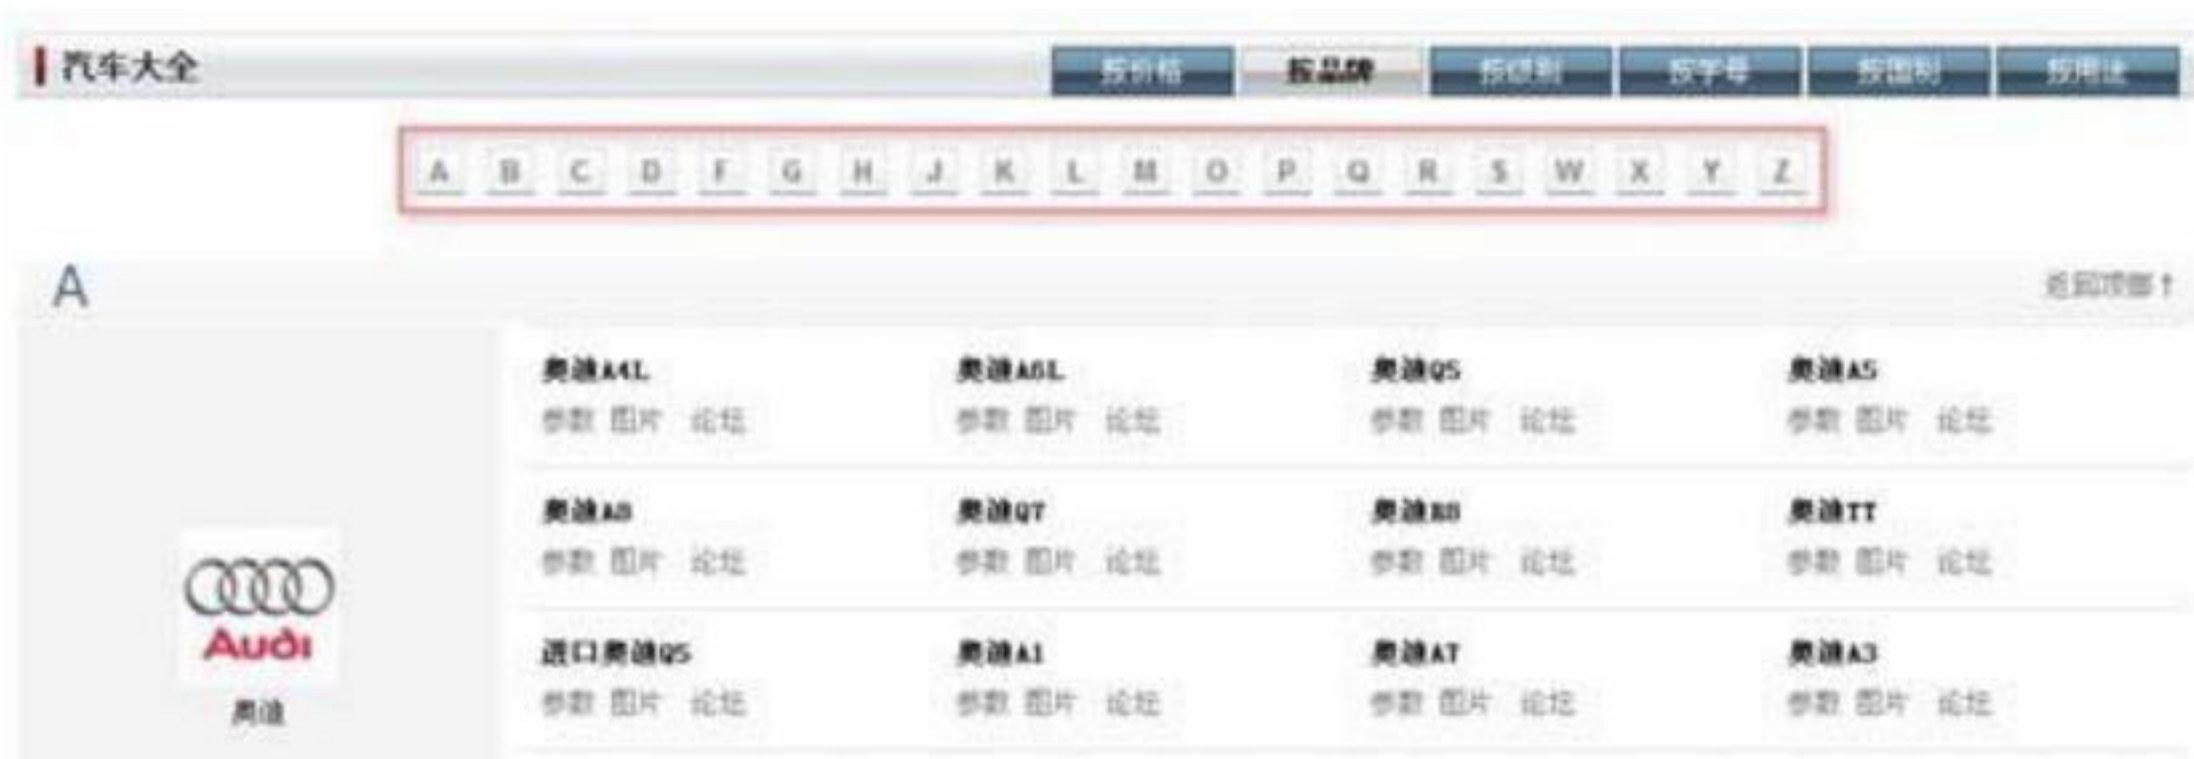 汽车大全 按价格 按品牌 按级别 按字母 按国别 按用途
A B C D F G H J K L M O P Q R S W X Y Z
A 返回顶部↑
奥迪A4L 奥迪A6L 奥迪Q5 奥迪A5
参数 图片 论坛 参数 图片 论坛 参数 图片 论坛 参数 图片 论坛
奥迪A8 奥迪Q7 奥迪R8 奥迪TT
参数 图片 论坛 参数 图片 论坛 参数 图片 论坛 参数 图片 论坛
Audi
进口奥迪Q5 奥迪A1 奥迪A7 奥迪A3
参数 图片 论坛 参数 图片 论坛 参数 图片 论坛 参数 图片 论坛
奥迪